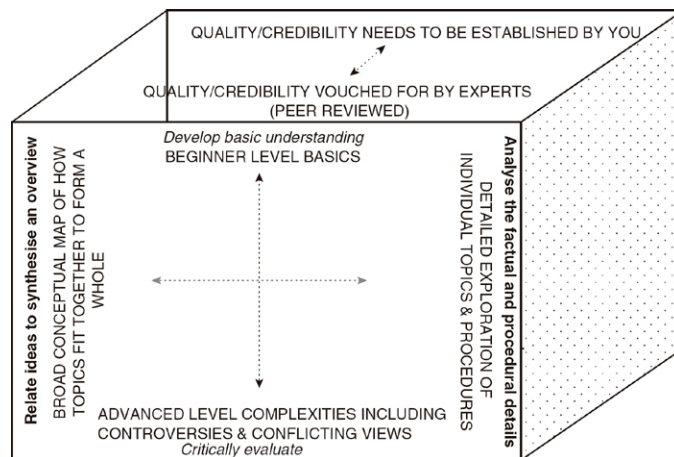 QUALITY/CREDIBILITY NEEDS TO BE ESTABLISHED BY YOU
QUALITY/CREDIBILITY VOUCHED FOR BY EXPERTS
(PEER REVIEWED)
Develop basic understanding
BEGINNER LEVEL BASICS
Relate ideas to synthesise an overview
BROAD CONCEPTUAL MAP OF HOW
TOPICS FIT TOGETHER TO FORM A
WHOLE
Analyse the factual and procedural details
DETAILED EXPLORATION OF
INDIVIDUAL TOPICS & PROCEDURES
ADVANCED LEVEL COMPLEXITIES INCLUDING
CONTROVERSIES & CONFLICTING VIEWS
Critically evaluate